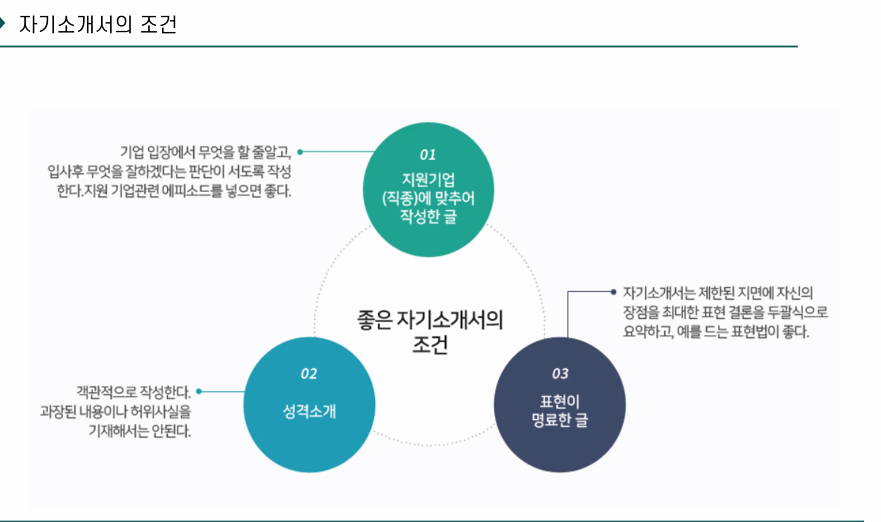 자기소개서의 조건
기업 입장에서 무엇을 할 줄알고,
입사후 무엇을 잘하겠다는 판단이 서도록 작성
한다.지원 기업관련 에피소드를 넣으면 좋다.
01
지원기업
(직종)에 맞추어
작성한 글
좋은 자기소개서의
조건
자기소개서는 제한된 지면에 자신의
장점을 최대한 표현 결론을 두괄식으로
요약하고, 예를 드는 표현법이 좋다.
02
성격소개
객관적으로 작성한다.
과장된 내용이나 허위사실을
기재해서는 안된다.
03
표현이
명료한 글